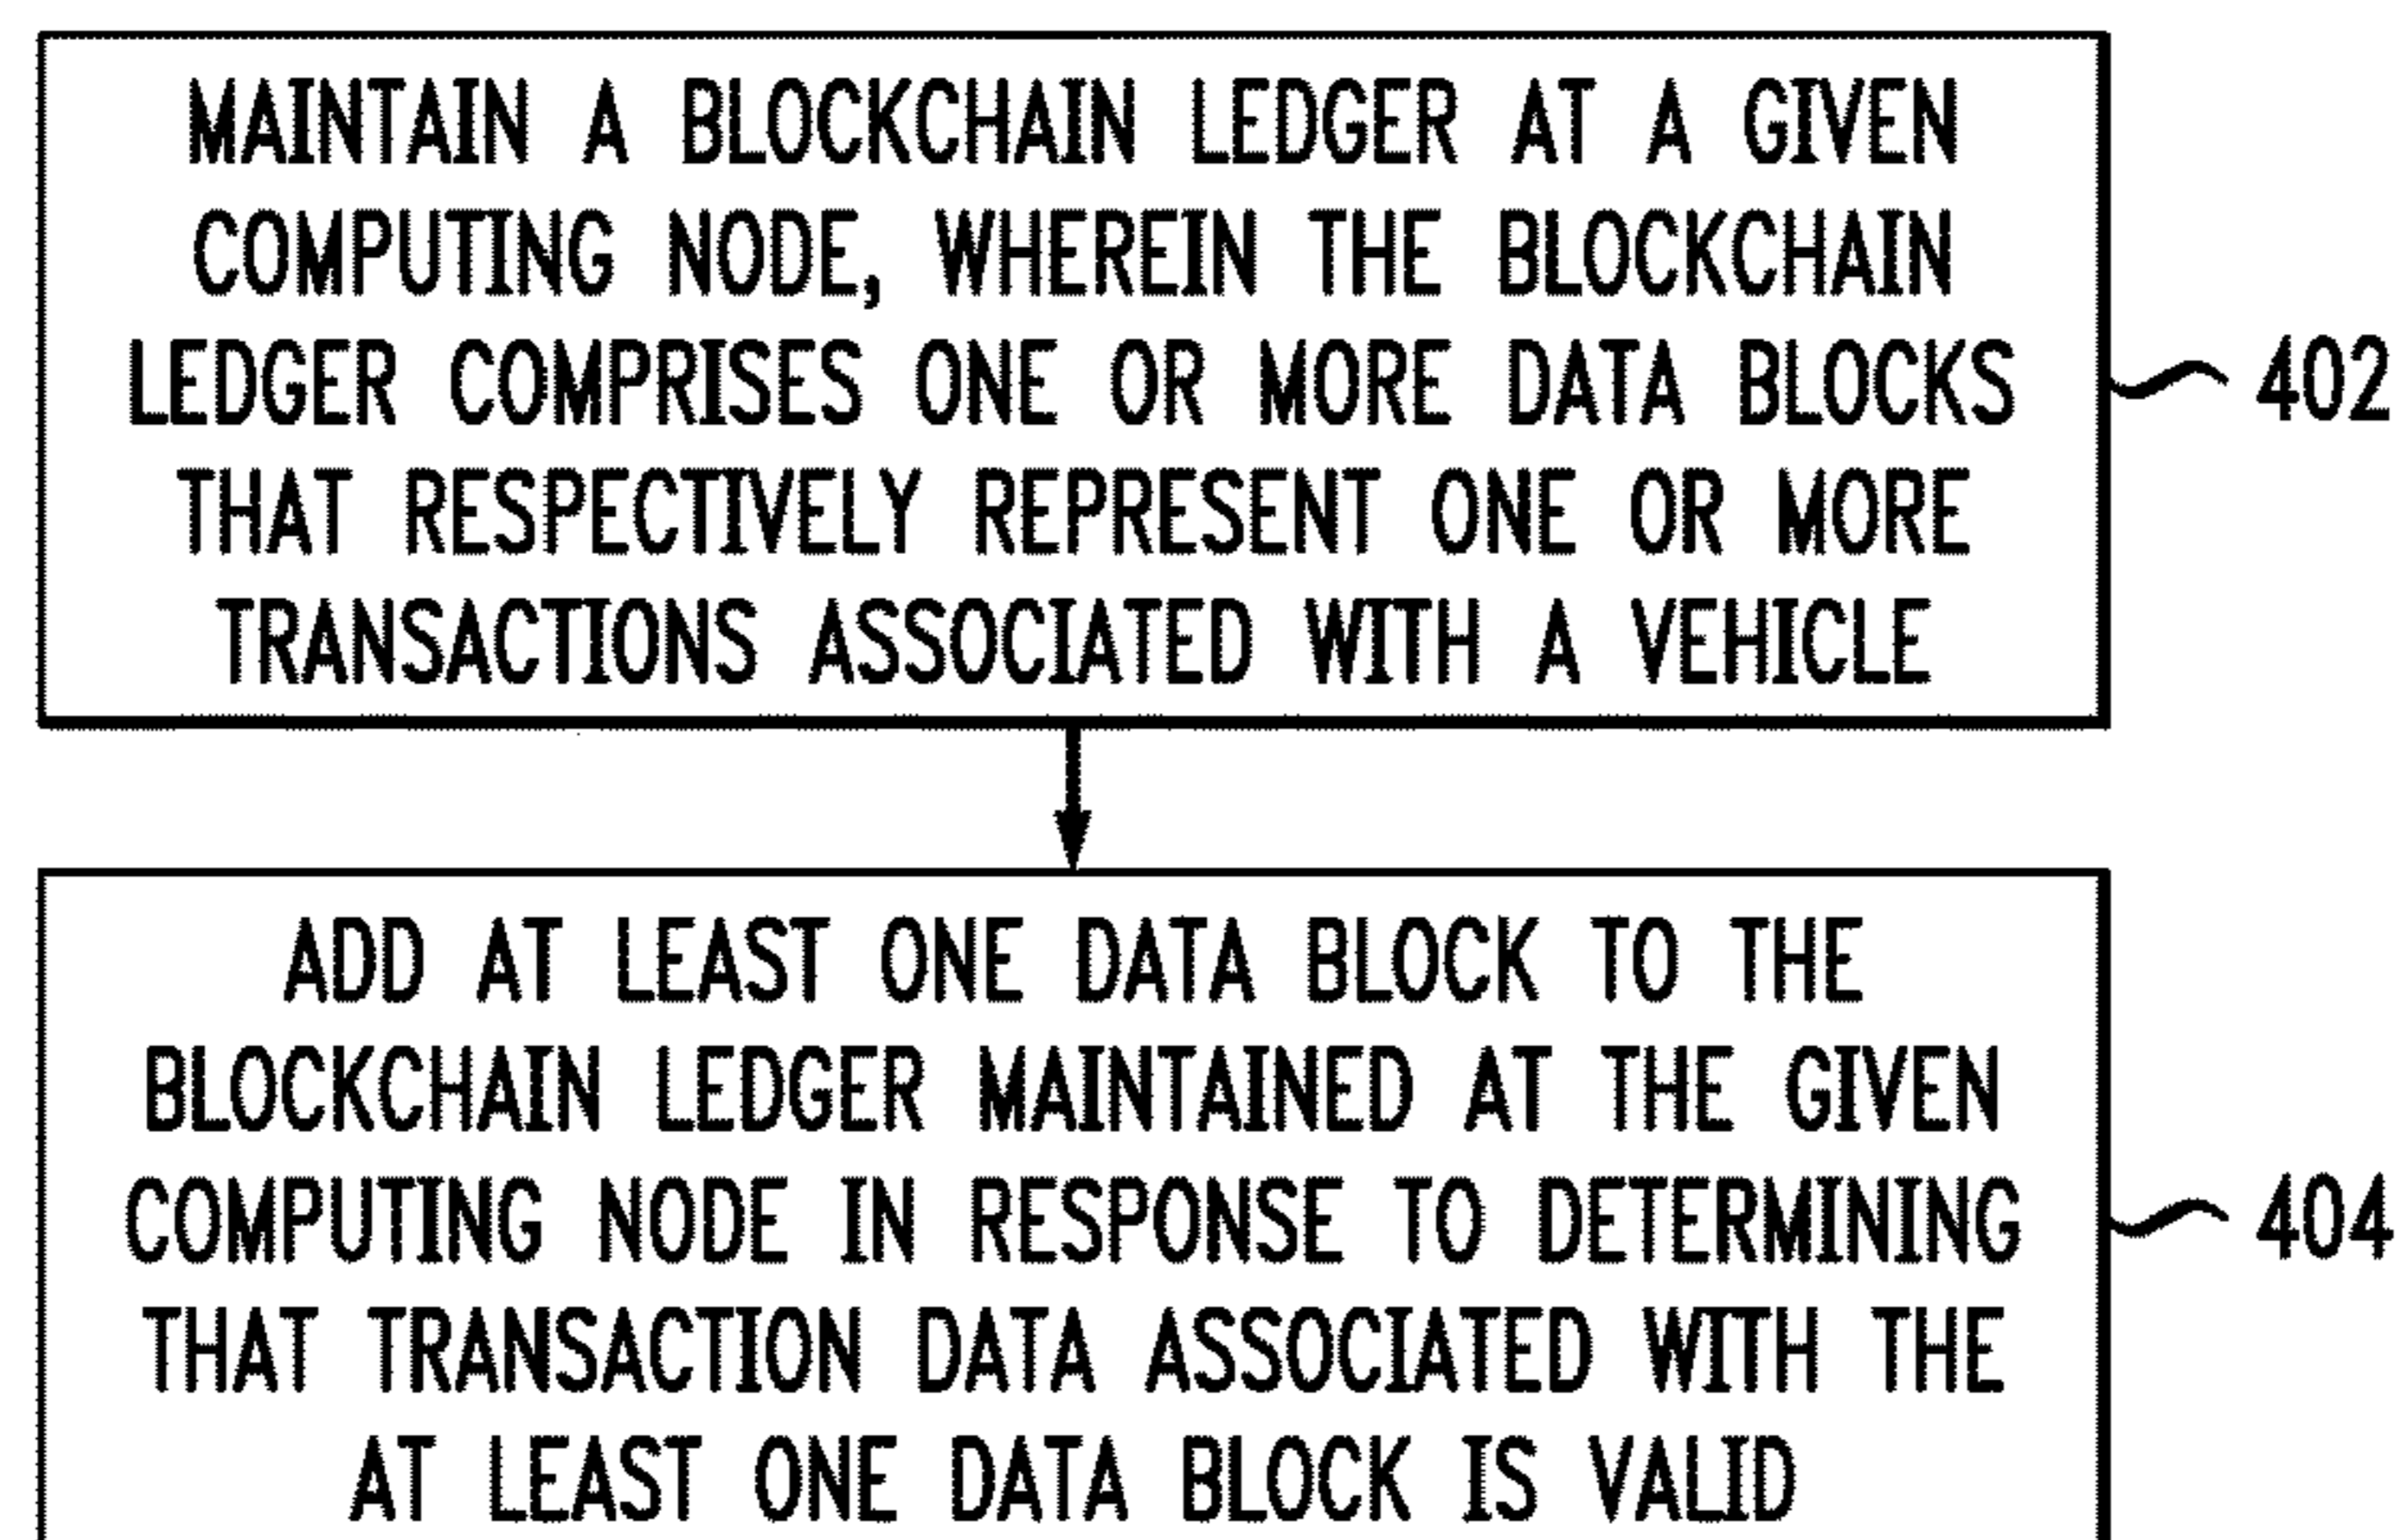 MAINTAIN A BLOCKCHAIN LEDGER AT A GIVEN
COMPUTING NODE, WHEREIN THE BLOCKCHAIN
LEDGER COMPRISES ONE OR MORE DATA BLOCKS
THAT RESPECTIVELY REPRESENT ONE OR MORE
TRANSACTIONS ASSOCIATED WITH A VEHICLE
402
ADD AT LEAST ONE DATA BLOCK TO THE
BLOCKCHAIN LEDGER MAINTAINED AT THE GIVEN
COMPUTING NODE IN RESPONSE TO DETERMINING
THAT TRANSACTION DATA ASSOCIATED WITH THE
AT LEAST ONE DATA BLOCK IS VALID
404